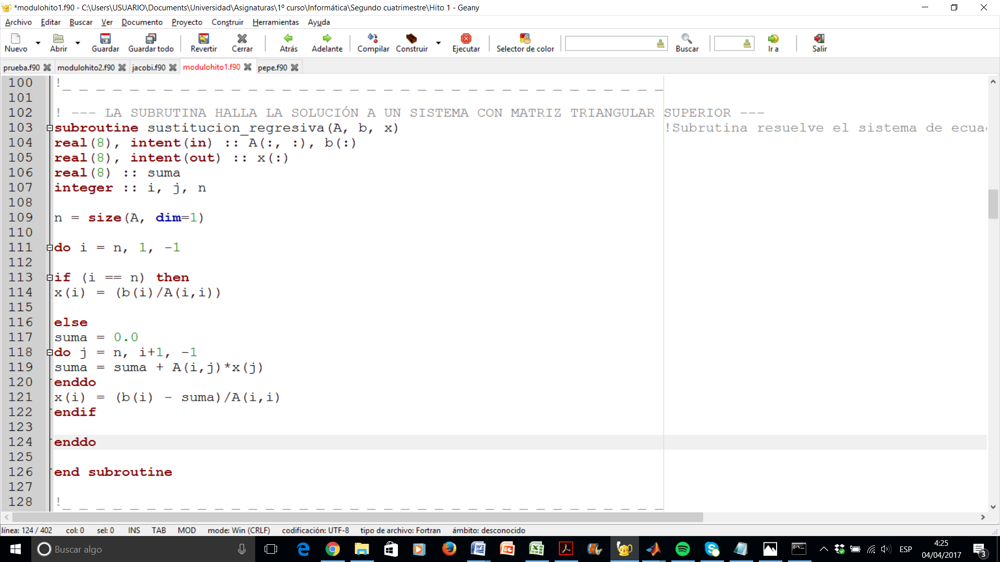 *modulohito1.f90 - C:\Users\USUARIO\Documents\Universidad\Asignaturas\1º curso\Informática\Segundo cuatrimestre\Hito 1 - Geany
Archivo Editar Buscar Ver Documento Proyecto Construir Herramientas Ayuda
Nuevo Abrir Guardar Guardar todo Revertir Cerrar Atrás Adelante Compilar Construir Ejecutar Selector de color Buscar Ir a Salir
prueba.f90 modulohito2.f90 jacobi.f90 modulohito1.f90 pepe.f90
100 !_ _ _ _ _ _ _ _ _ _ _ _ _ _ _ _ _ _ _ _ _ _ _ _ _ _ _ _ _ _ _ _ _ _ _ _
101
102 ! --- LA SUBRUTINA HALLA LA SOLUCIÓN A UN SISTEMA CON MATRIZ TRIANGULAR SUPERIOR ---
103 subroutine sustitucion_regresiva(A, b, x) !Subrutina resuelve el sistema de ecua
104 real(8), intent(in) :: A(:, :), b(:)
105 real(8), intent(out) :: x(:)
106 real(8) :: suma
107 integer :: i, j, n
108
109 n = size(A, dim=1)
110
111 do i = n, 1, -1
112
113 if (i == n) then
114 x(i) = (b(i)/A(i,i))
115
116 else
117 suma = 0.0
118 do j = n, i+1, -1
119 suma = suma + A(i,j)*x(j)
120 enddo
121 x(i) = (b(i) - suma)/A(i,i)
122 endif
123
124 enddo
125
126 end subroutine
127
128 !_ _ _ _ _ _ _ _ _ _ _ _ _ _ _ _ _ _ _ _ _ _ _ _ _ _ _ _ _ _ _ _ _ _ _ _
línea: 124 / 402 col: 0 sel: 0 INS TAB MOD mode: Win (CRLF) codificación: UTF-8 tipo de archivo: Fortran ámbito: desconocido
Buscar algo ESP 4:25
04/04/2017 3